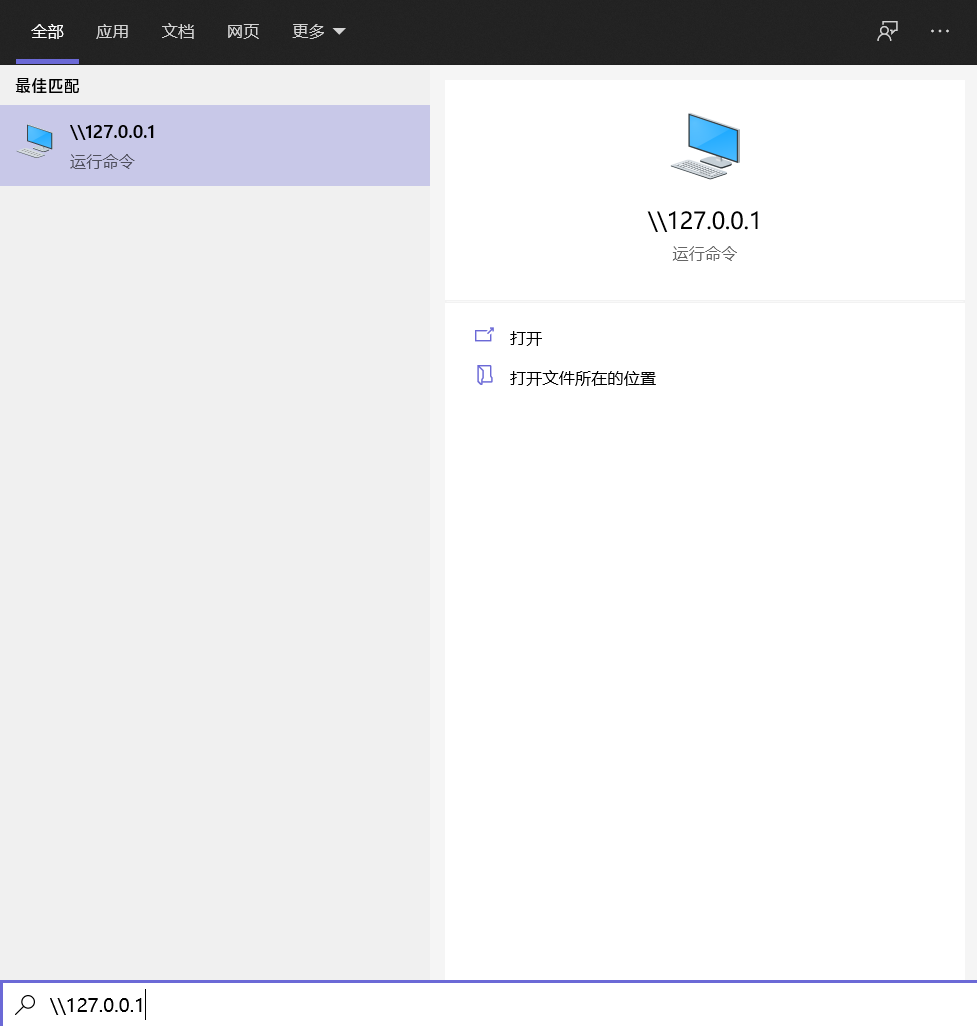 全部 应用 文档 网页 更多
最佳匹配
\\127.0.0.1
运行命令
\\127.0.0.1
运行命令
打开
打开文件所在的位置
\\127.0.0.1